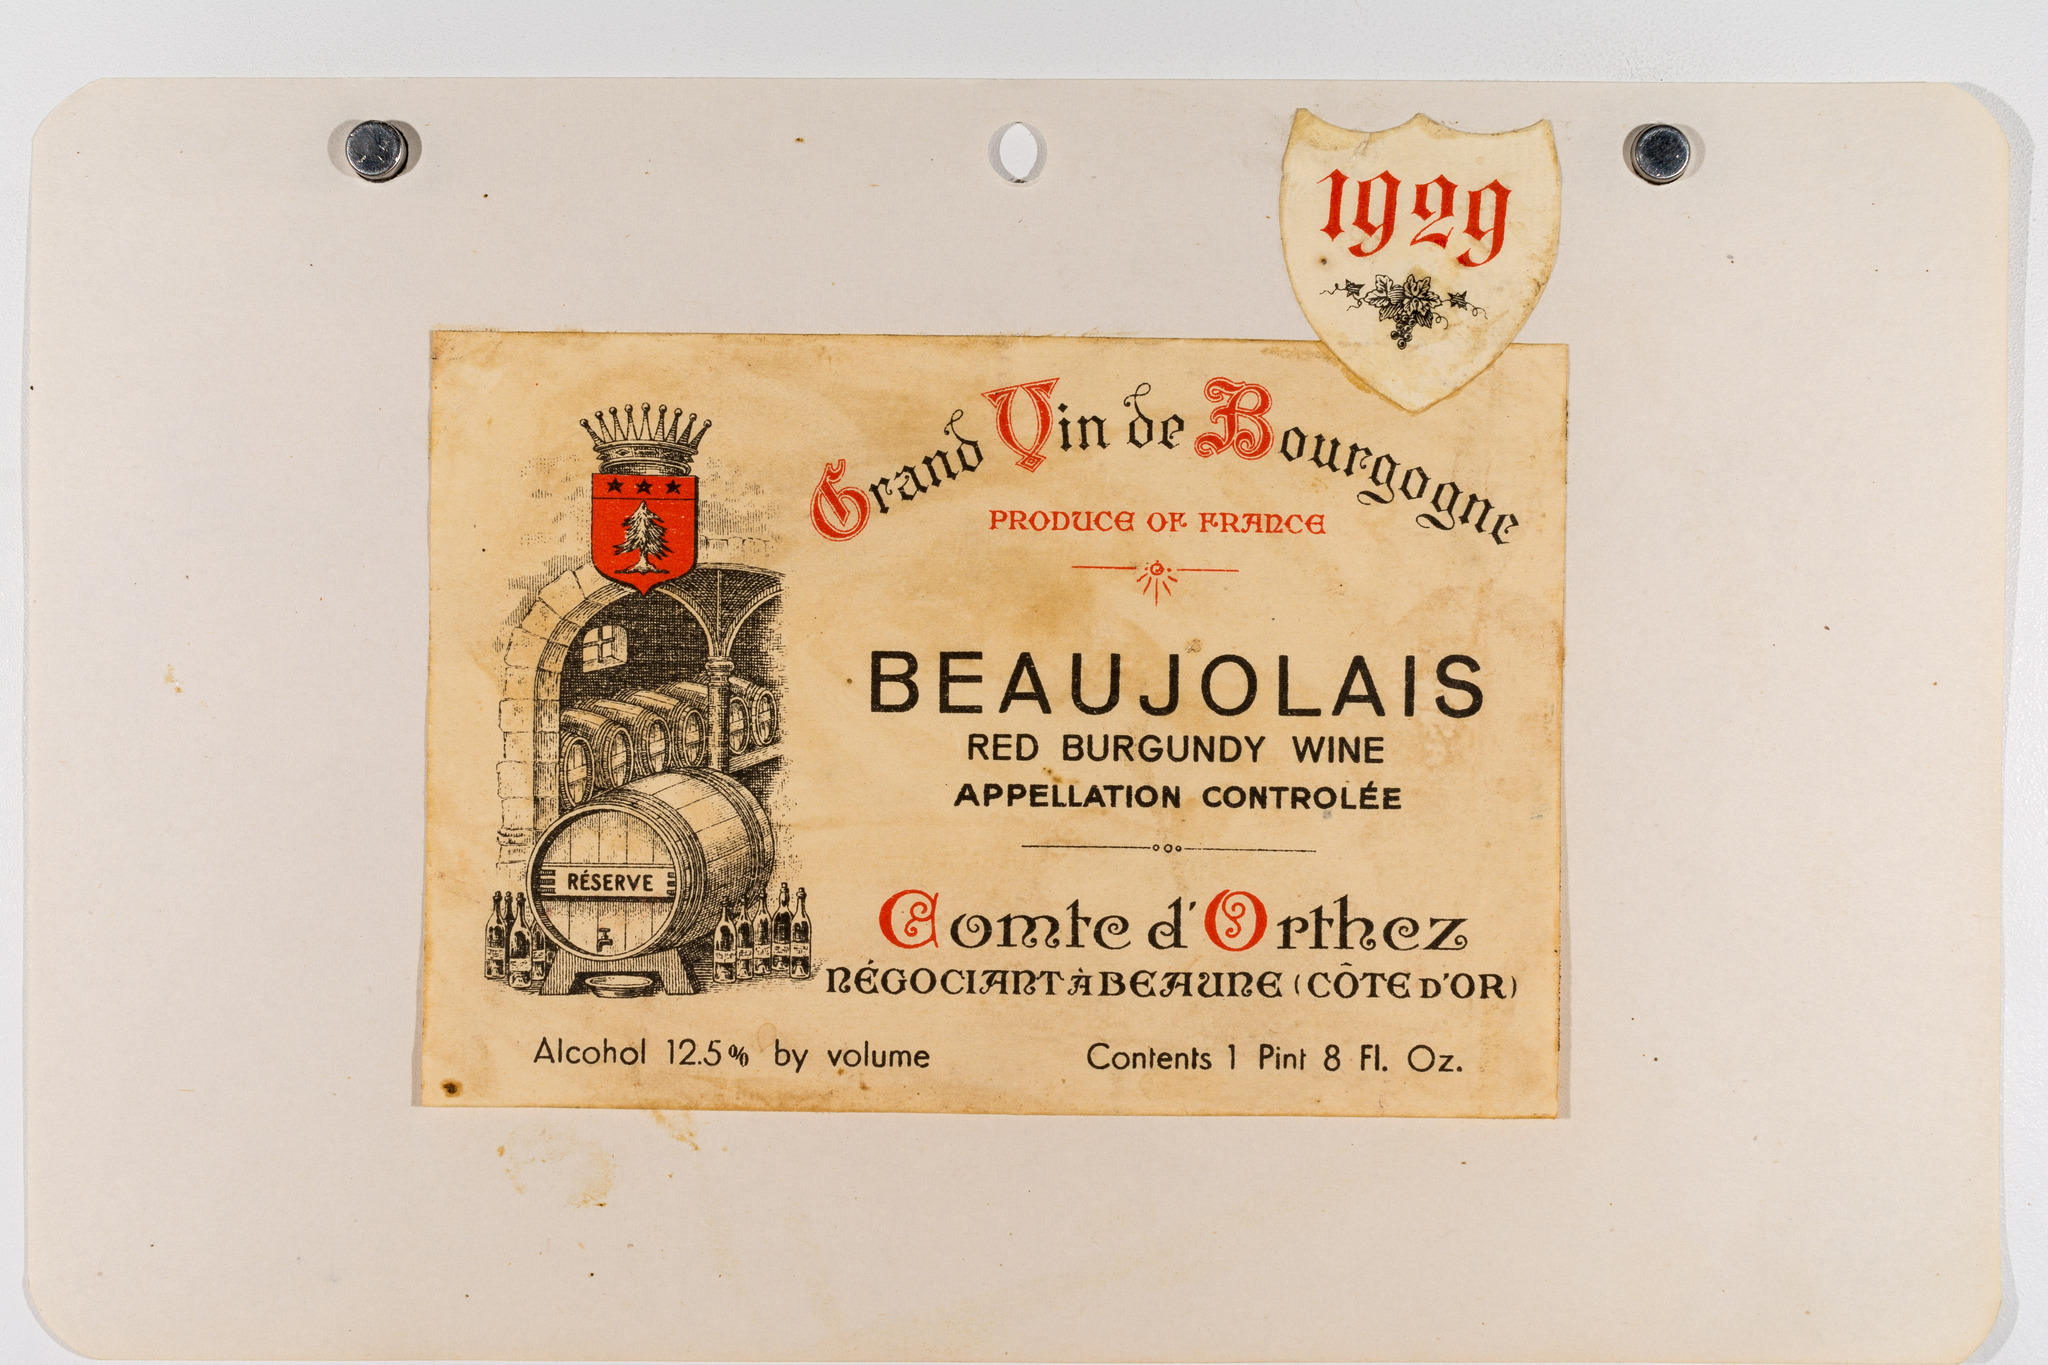 1929
Grand Vin de Bourgogne
PRODUCE OF FRANCE
BEAUJOLAIS
RED BURGUNDY WINE
APPELLATION CONTROLÉE
RÉSERVE
Comte d'Orthez
NÉGOCIANT À BEAUNE (CÔTE D'OR)
Alcohol 12.5% by volume
Contents 1 Pint 8 Fl. Oz.